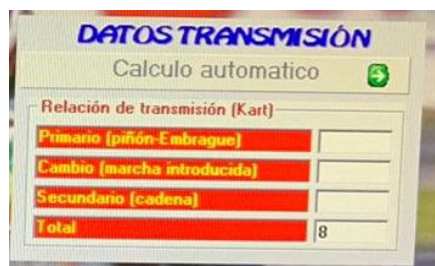 DATOS TRANSMISIÓN
Calculo automatico
Relación de transmisión (Kart)
Primario (piñón-Embrague)
Cambio (marcha introducida)
Secundario (cadena)
Total 8